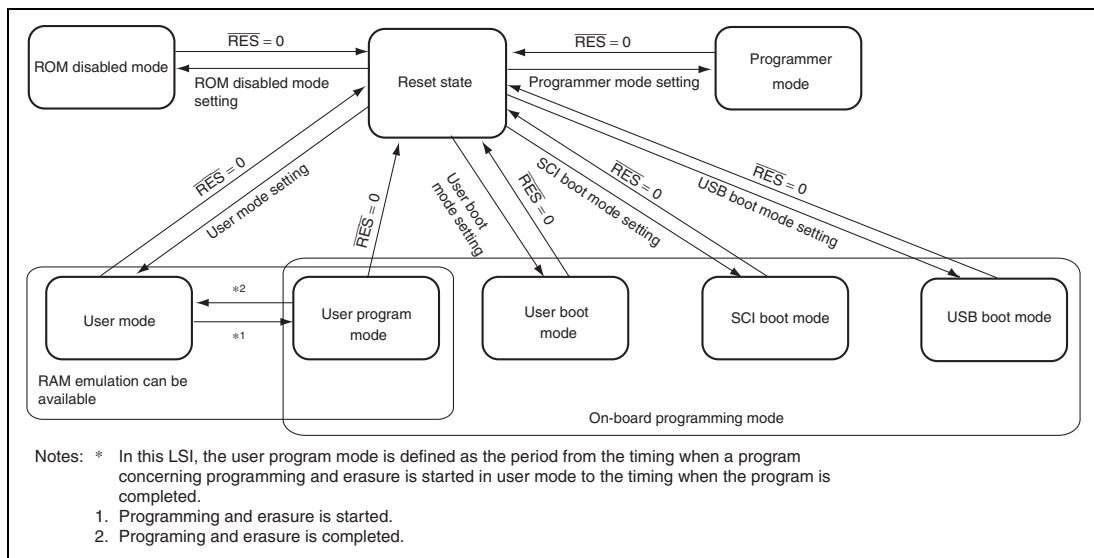 RES = 0
ROM disabled mode
ROM disabled mode
setting
Reset state
RES = 0
Programmer mode setting
Programmer
mode
RES = 0
User mode setting
RES = 0
User boot
mode setting
RES = 0
SCI boot mode setting
RES = 0
USB boot mode setting
RES = 0
User mode
*2
*1
User program
mode
User boot
mode
SCI boot mode
USB boot mode
RAM emulation can be
available
On-board programming mode
Notes: * In this LSI, the user program mode is defined as the period from the timing when a program
concerning programming and erasure is started in user mode to the timing when the program is
completed.
1. Programming and erasure is started.
2. Programing and erasure is completed.